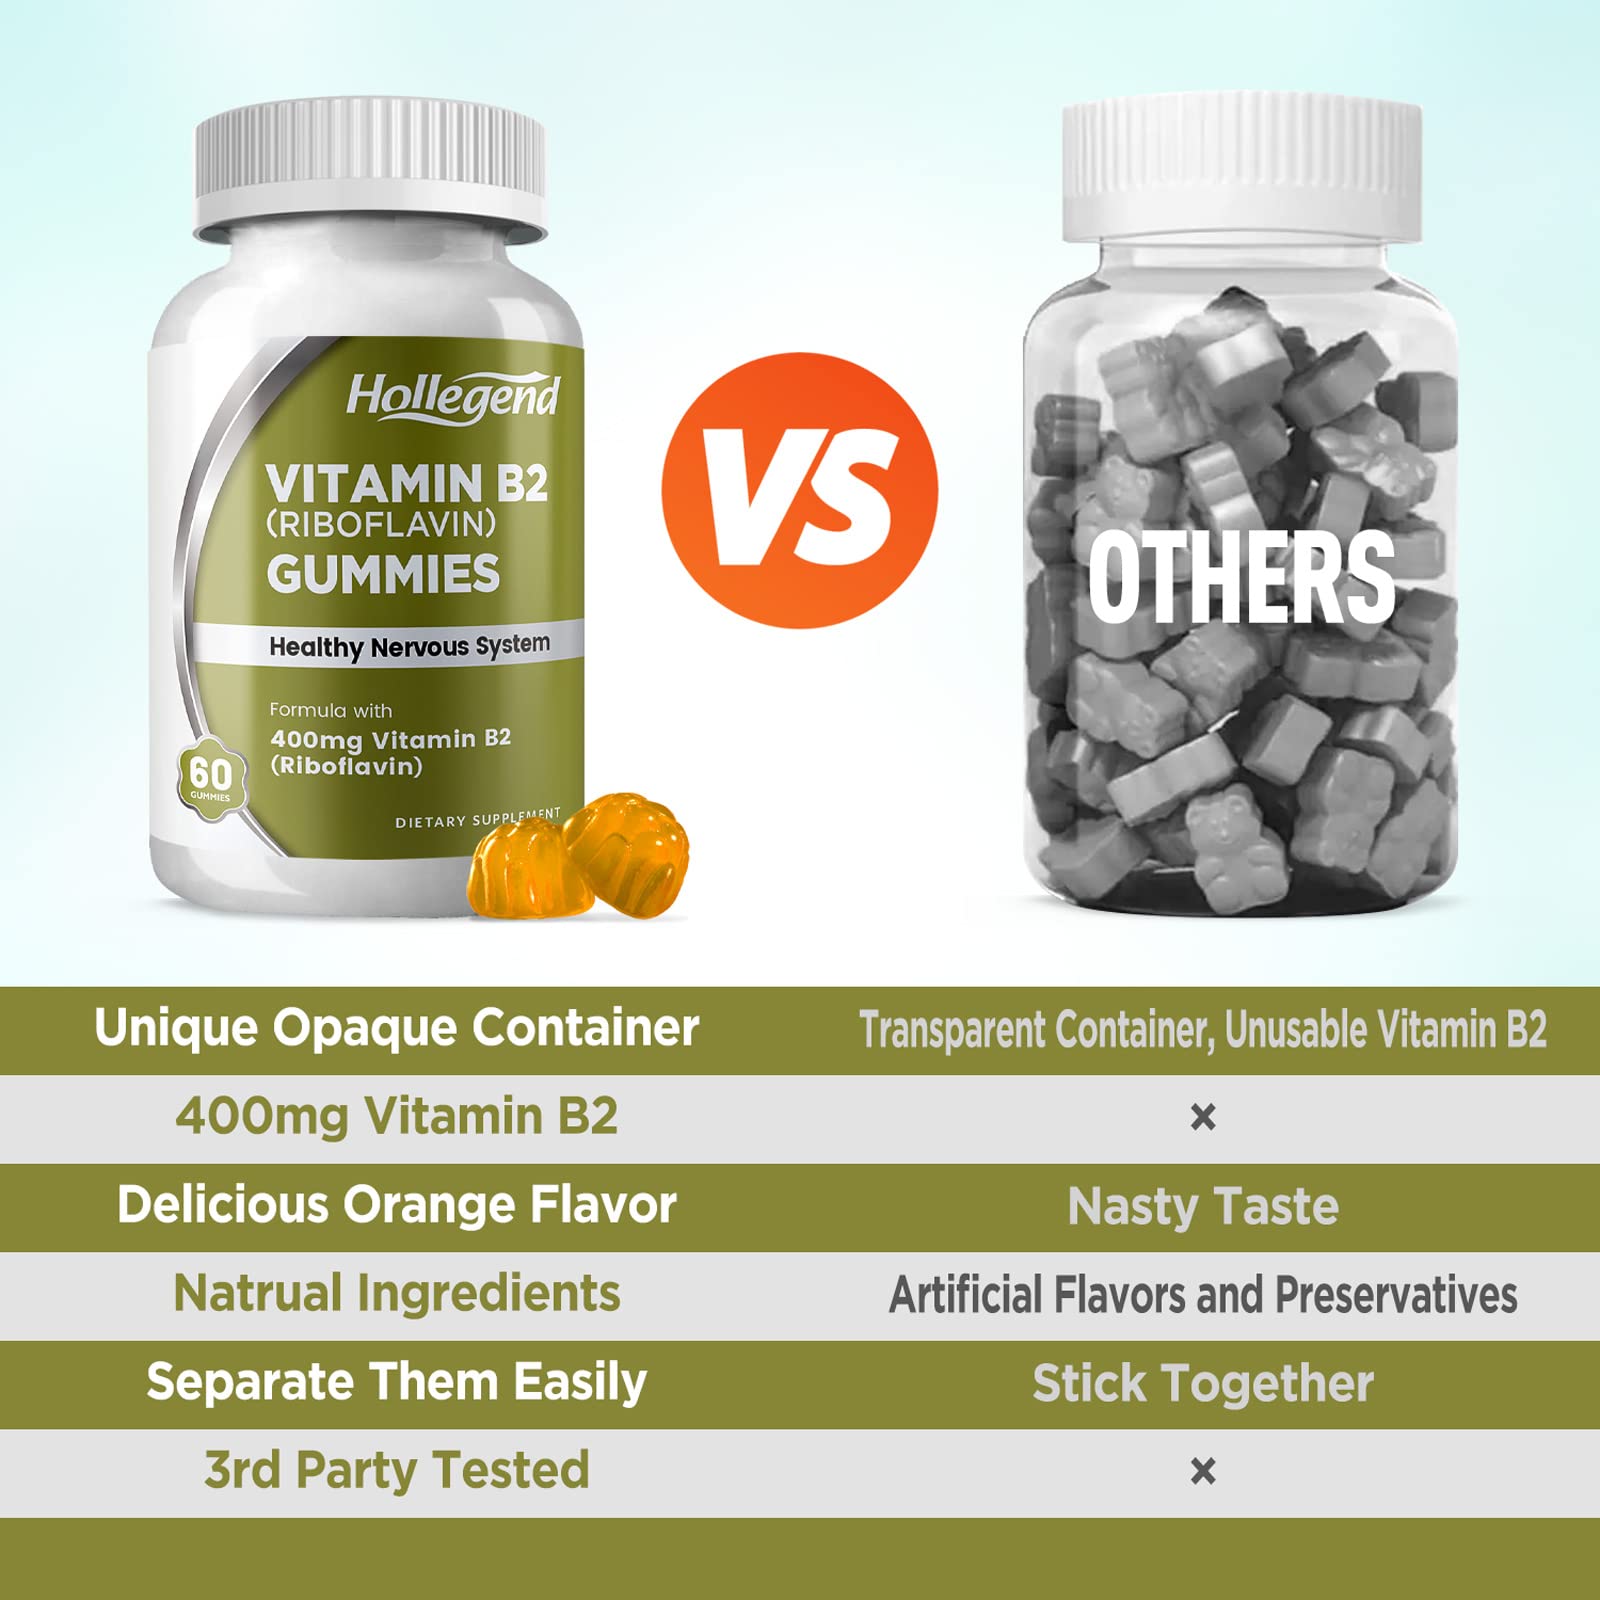 Hollegend
VITAMIN B2
(RIBOFLAVIN)
GUMMIES
Healthy Nervous System
Formula with
400mg Vitamin B2
(Riboflavin)
60
GUMMIES
DIETARY SUPPLEMENT
VS
OTHERS
Unique Opaque Container
Transparent Container, Unusable Vitamin B2
400mg Vitamin B2
×
Delicious Orange Flavor
Nasty Taste
Natrual Ingredients
Artificial Flavors and Preservatives
Separate Them Easily
Stick Together
3rd Party Tested
×